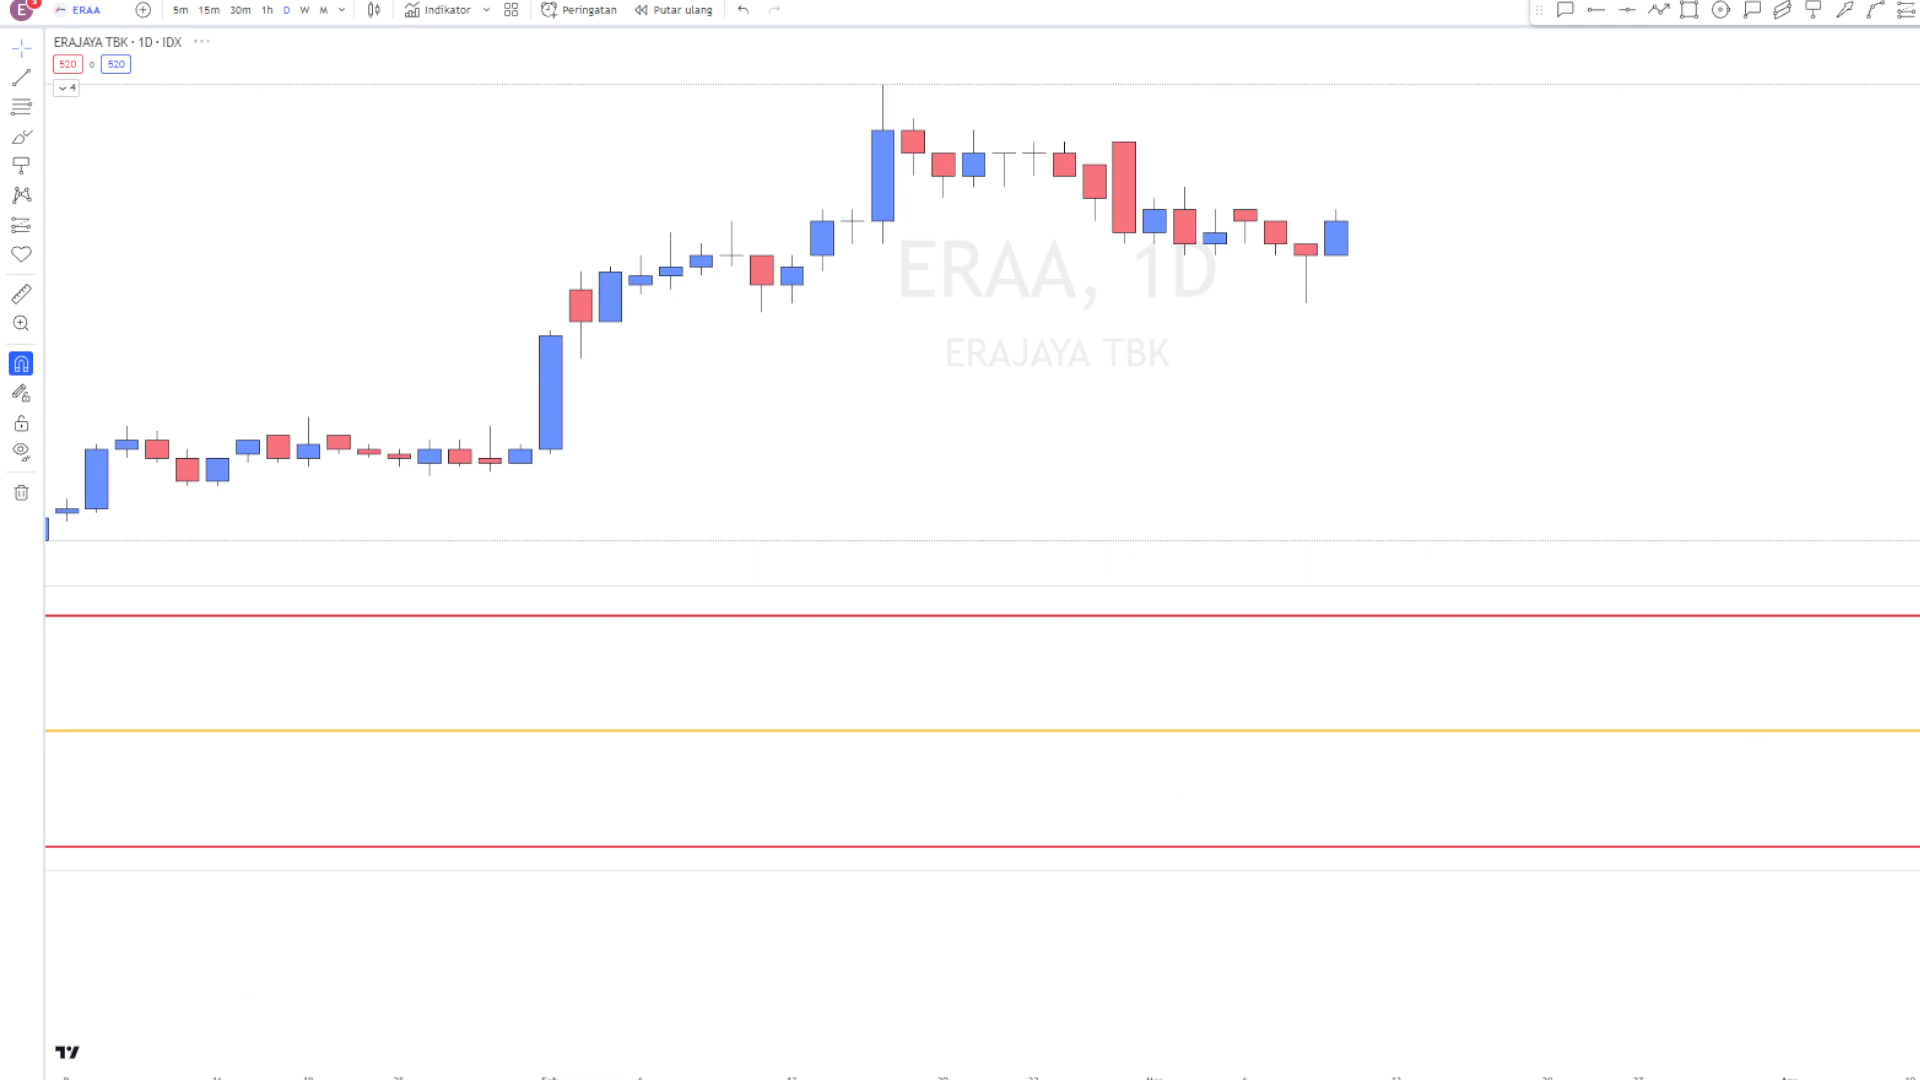 E 5 ERAA 5m 15m 30m 1h D W M Indikator Peringatan Putar ulang
ERAJAYA TBK · 1D · IDX
520 0 520
4
ERAA, 1D
ERAJAYA TBK